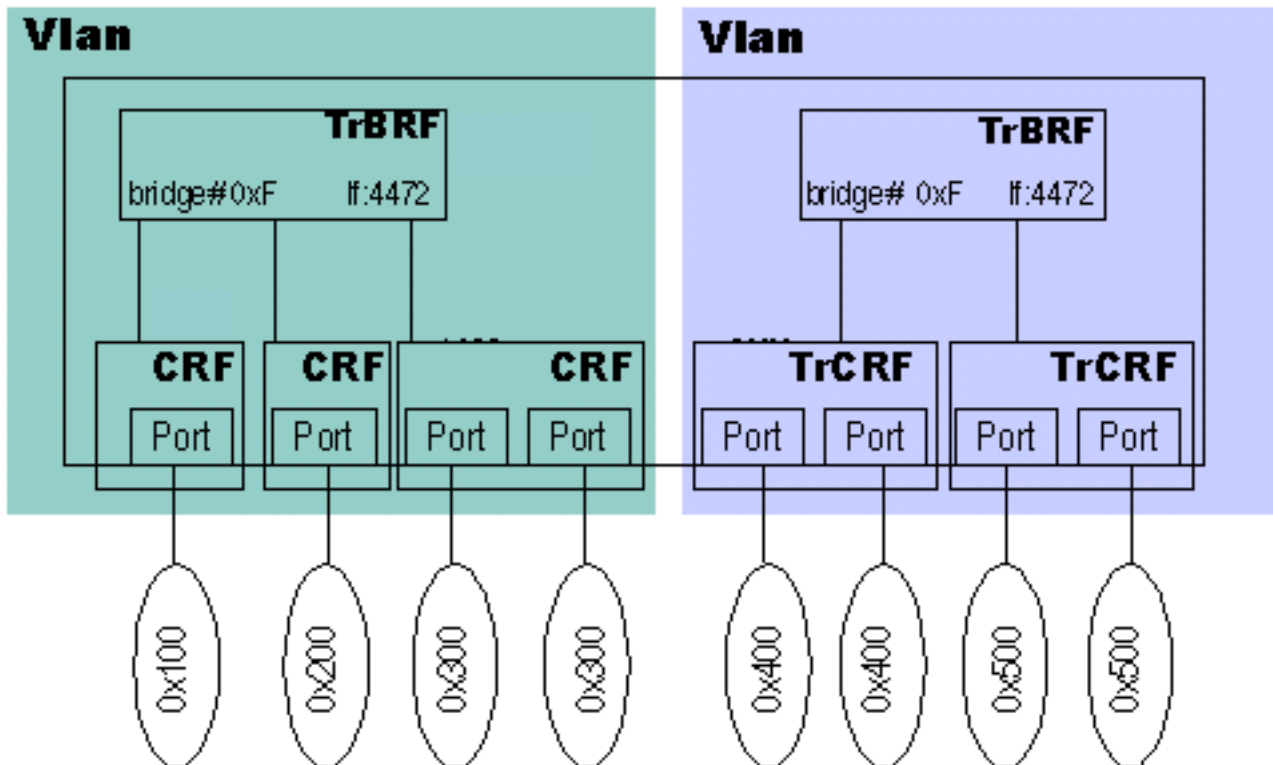 Vlan
Vlan
TrBRF
bridge# 0xF lf:4472
TrBRF
bridge# 0xF lf:4472
CRF
CRF
CRF
TrCRF
TrCRF
Port
Port
Port
Port
Port
Port
Port
Port
0x100
0x200
0x300
0x300
0x400
0x400
0x500
0x500